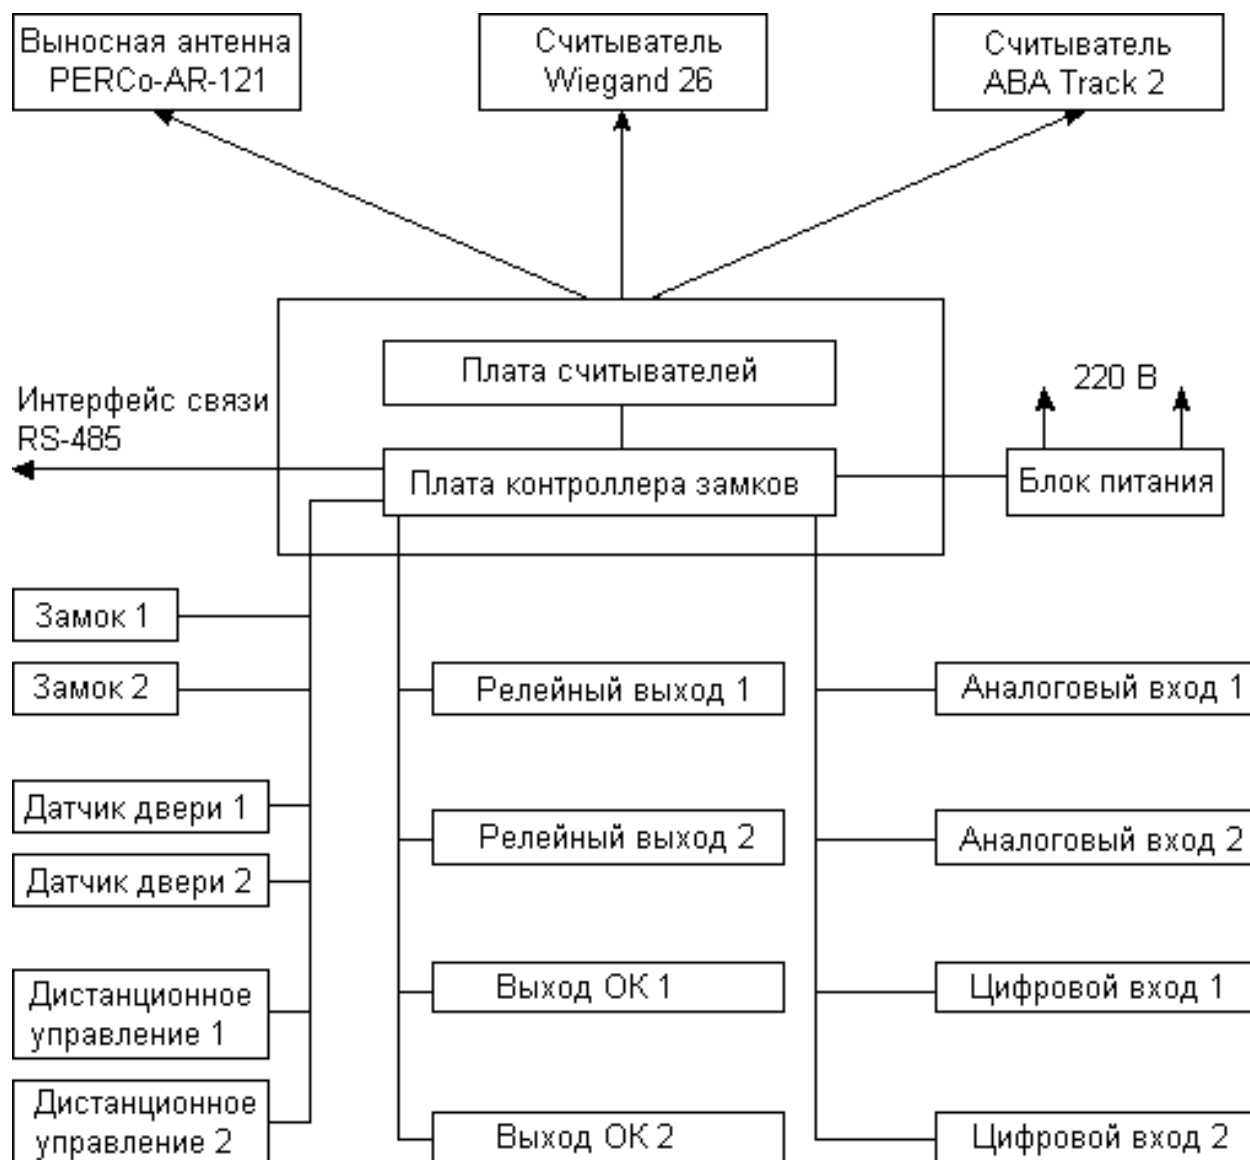 Выносная антенна
PERCo-AR-121
Считыватель
Wiegand 26
Считыватель
ABA Track 2
Плата считывателей
220 В
Интерфейс связи
RS-485
Плата контроллера замков
Блок питания
Замок 1
Замок 2
Релейный выход 1
Аналоговый вход 1
Датчик двери 1
Релейный выход 2
Аналоговый вход 2
Датчик двери 2
Дистанционное
управление 1
Выход ОК 1
Цифровой вход 1
Дистанционное
управление 2
Выход ОК 2
Цифровой вход 2